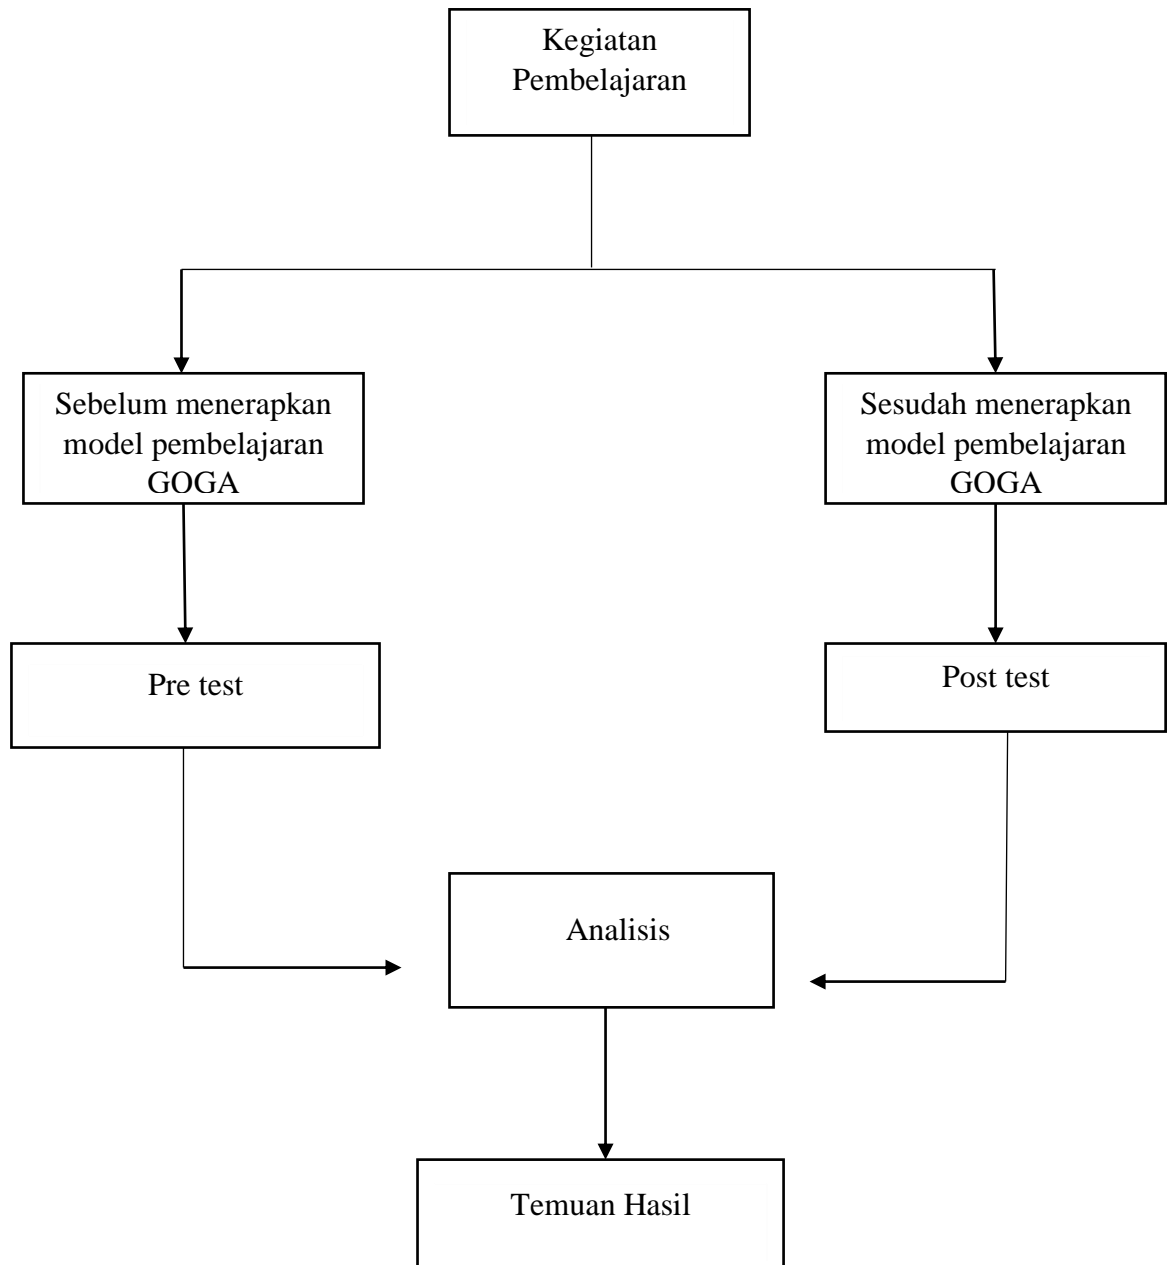 Kegiatan
Pembelajaran
Sebelum menerapkan
model pembelajaran
GOGA
Sesudah menerapkan
model pembelajaran
GOGA
Pre test
Post test
Analisis
Temuan Hasil